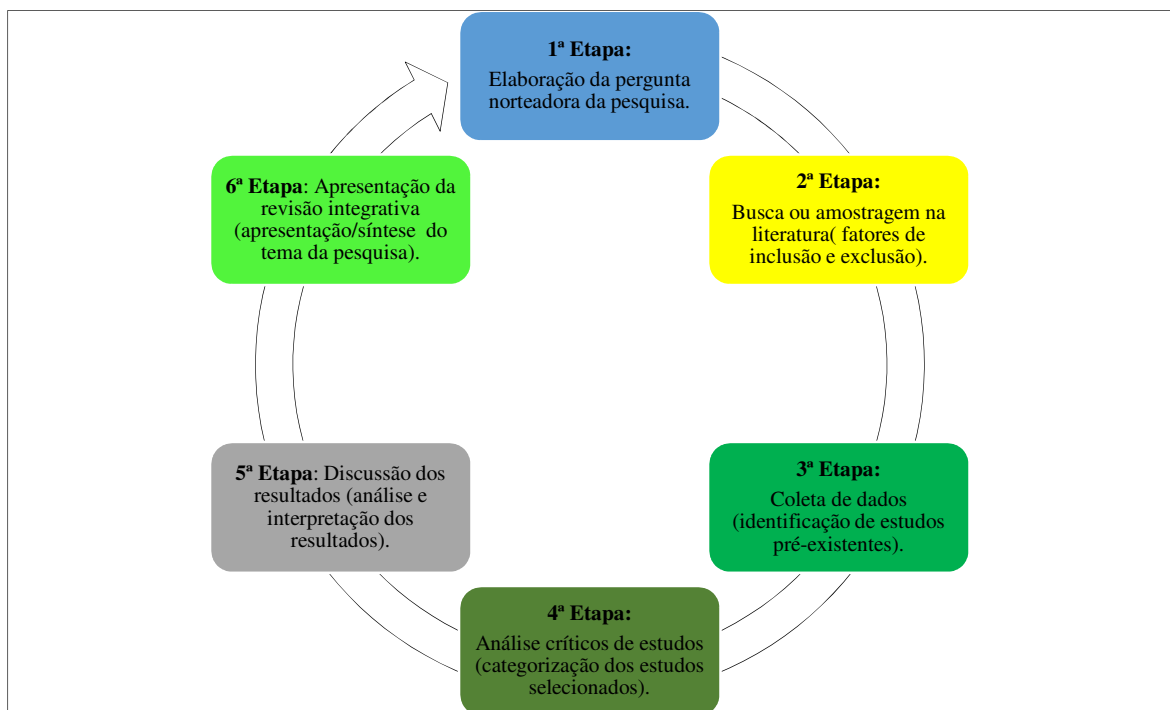 1ª Etapa:
Elaboração da pergunta
norteadora da pesquisa.
2ª Etapa:
Busca ou amostragem na
literatura( fatores de
inclusão e exclusão).
3ª Etapa:
Coleta de dados
(identificação de estudos
pré-existentes).
4ª Etapa:
Análise críticos de estudos
(categorização dos estudos
selecionados).
5ª Etapa: Discussão dos
resultados (análise e
interpretação dos
resultados).
6ª Etapa: Apresentação da
revisão integrativa
(apresentação/síntese do
tema da pesquisa).